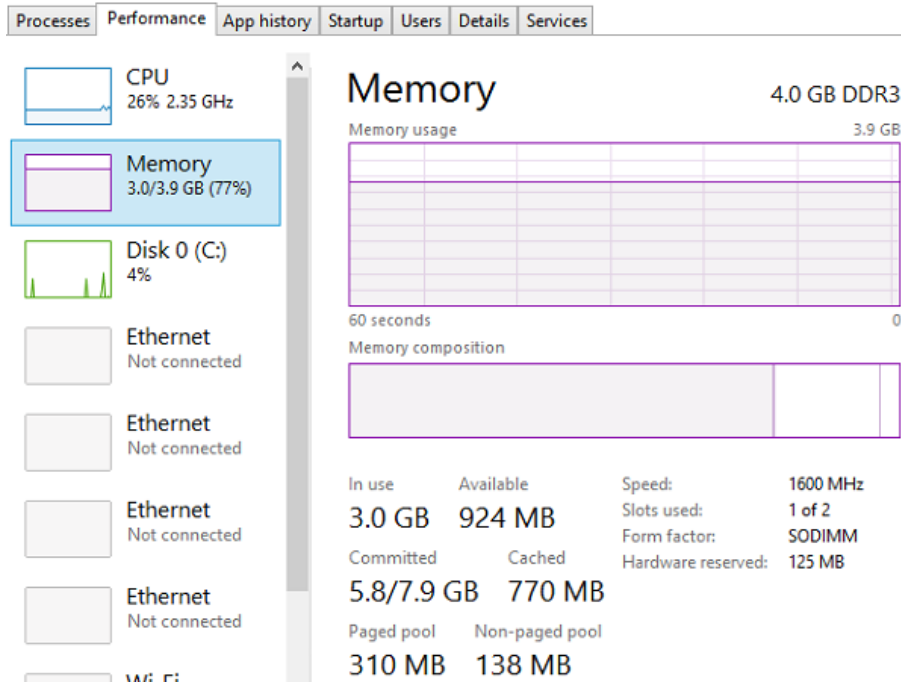 Processes Performance App history Startup Users Details Services
CPU
26% 2.35 GHz
Memory
3.0/3.9 GB (77%)
Disk 0 (C:)
4%
Ethernet
Not connected
Ethernet
Not connected
Ethernet
Not connected
Ethernet
Not connected
Wi-Fi
Memory 4.0 GB DDR3
Memory usage 3.9 GB
60 seconds 0
Memory composition
In use Available
3.0 GB 924 MB
Committed Cached
5.8/7.9 GB 770 MB
Paged pool Non-paged pool
310 MB 138 MB
Speed: 1600 MHz
Slots used: 1 of 2
Form factor: SODIMM
Hardware reserved: 125 MB